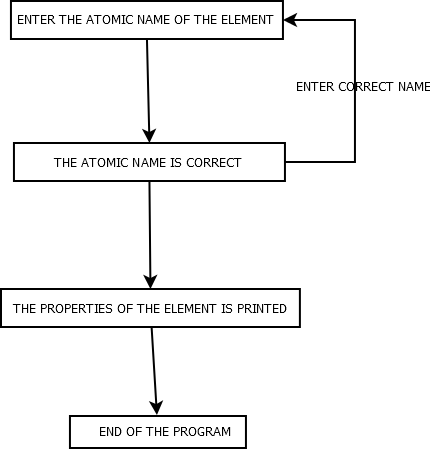 ENTER THE ATOMIC NAME OF THE ELEMENT
ENTER CORRECT NAME
THE ATOMIC NAME IS CORRECT
THE PROPERTIES OF THE ELEMENT IS PRINTED
END OF THE PROGRAM